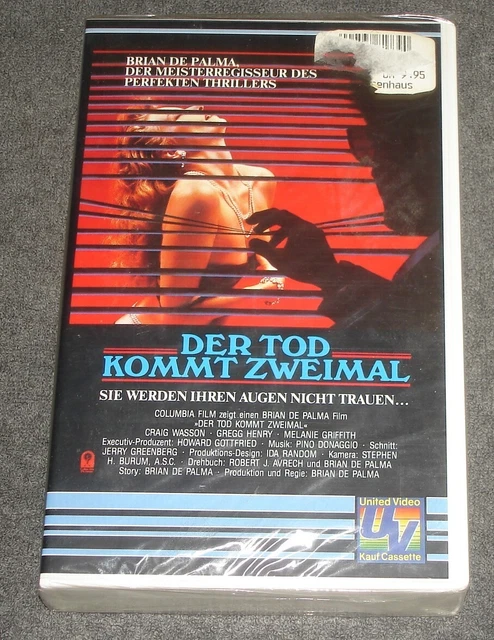 BRIAN DE PALMA,
DER MEISTERREGISSEUR DES
PERFEKTEN THRILLERS
9.95
senhaus
DER TOD
KOMMT ZWEIMAL
SIE WERDEN IHREN AUGEN NICHT TRAUEN...
COLUMBIA FILM zeigt einen BRIAN DE PALMA Film
»DER TOD KOMMT ZWEIMAL«
CRAIG WASSON · GREGG HENRY · MELANIE GRIFFITH
Executiv-Produzent: HOWARD GOTTFRIED · Musik: PINO DONAGGIO · Schnitt:
JERRY GREENBERG · Produktions-Design: IDA RANDOM · Kamera: STEPHEN
H. BURUM, A.S.C. · Drehbuch: ROBERT J. AVRECH und BRIAN DE PALMA
Story: BRIAN DE PALMA · Produktion und Regie: BRIAN DE PALMA
United Video
UV
Kauf Cassette